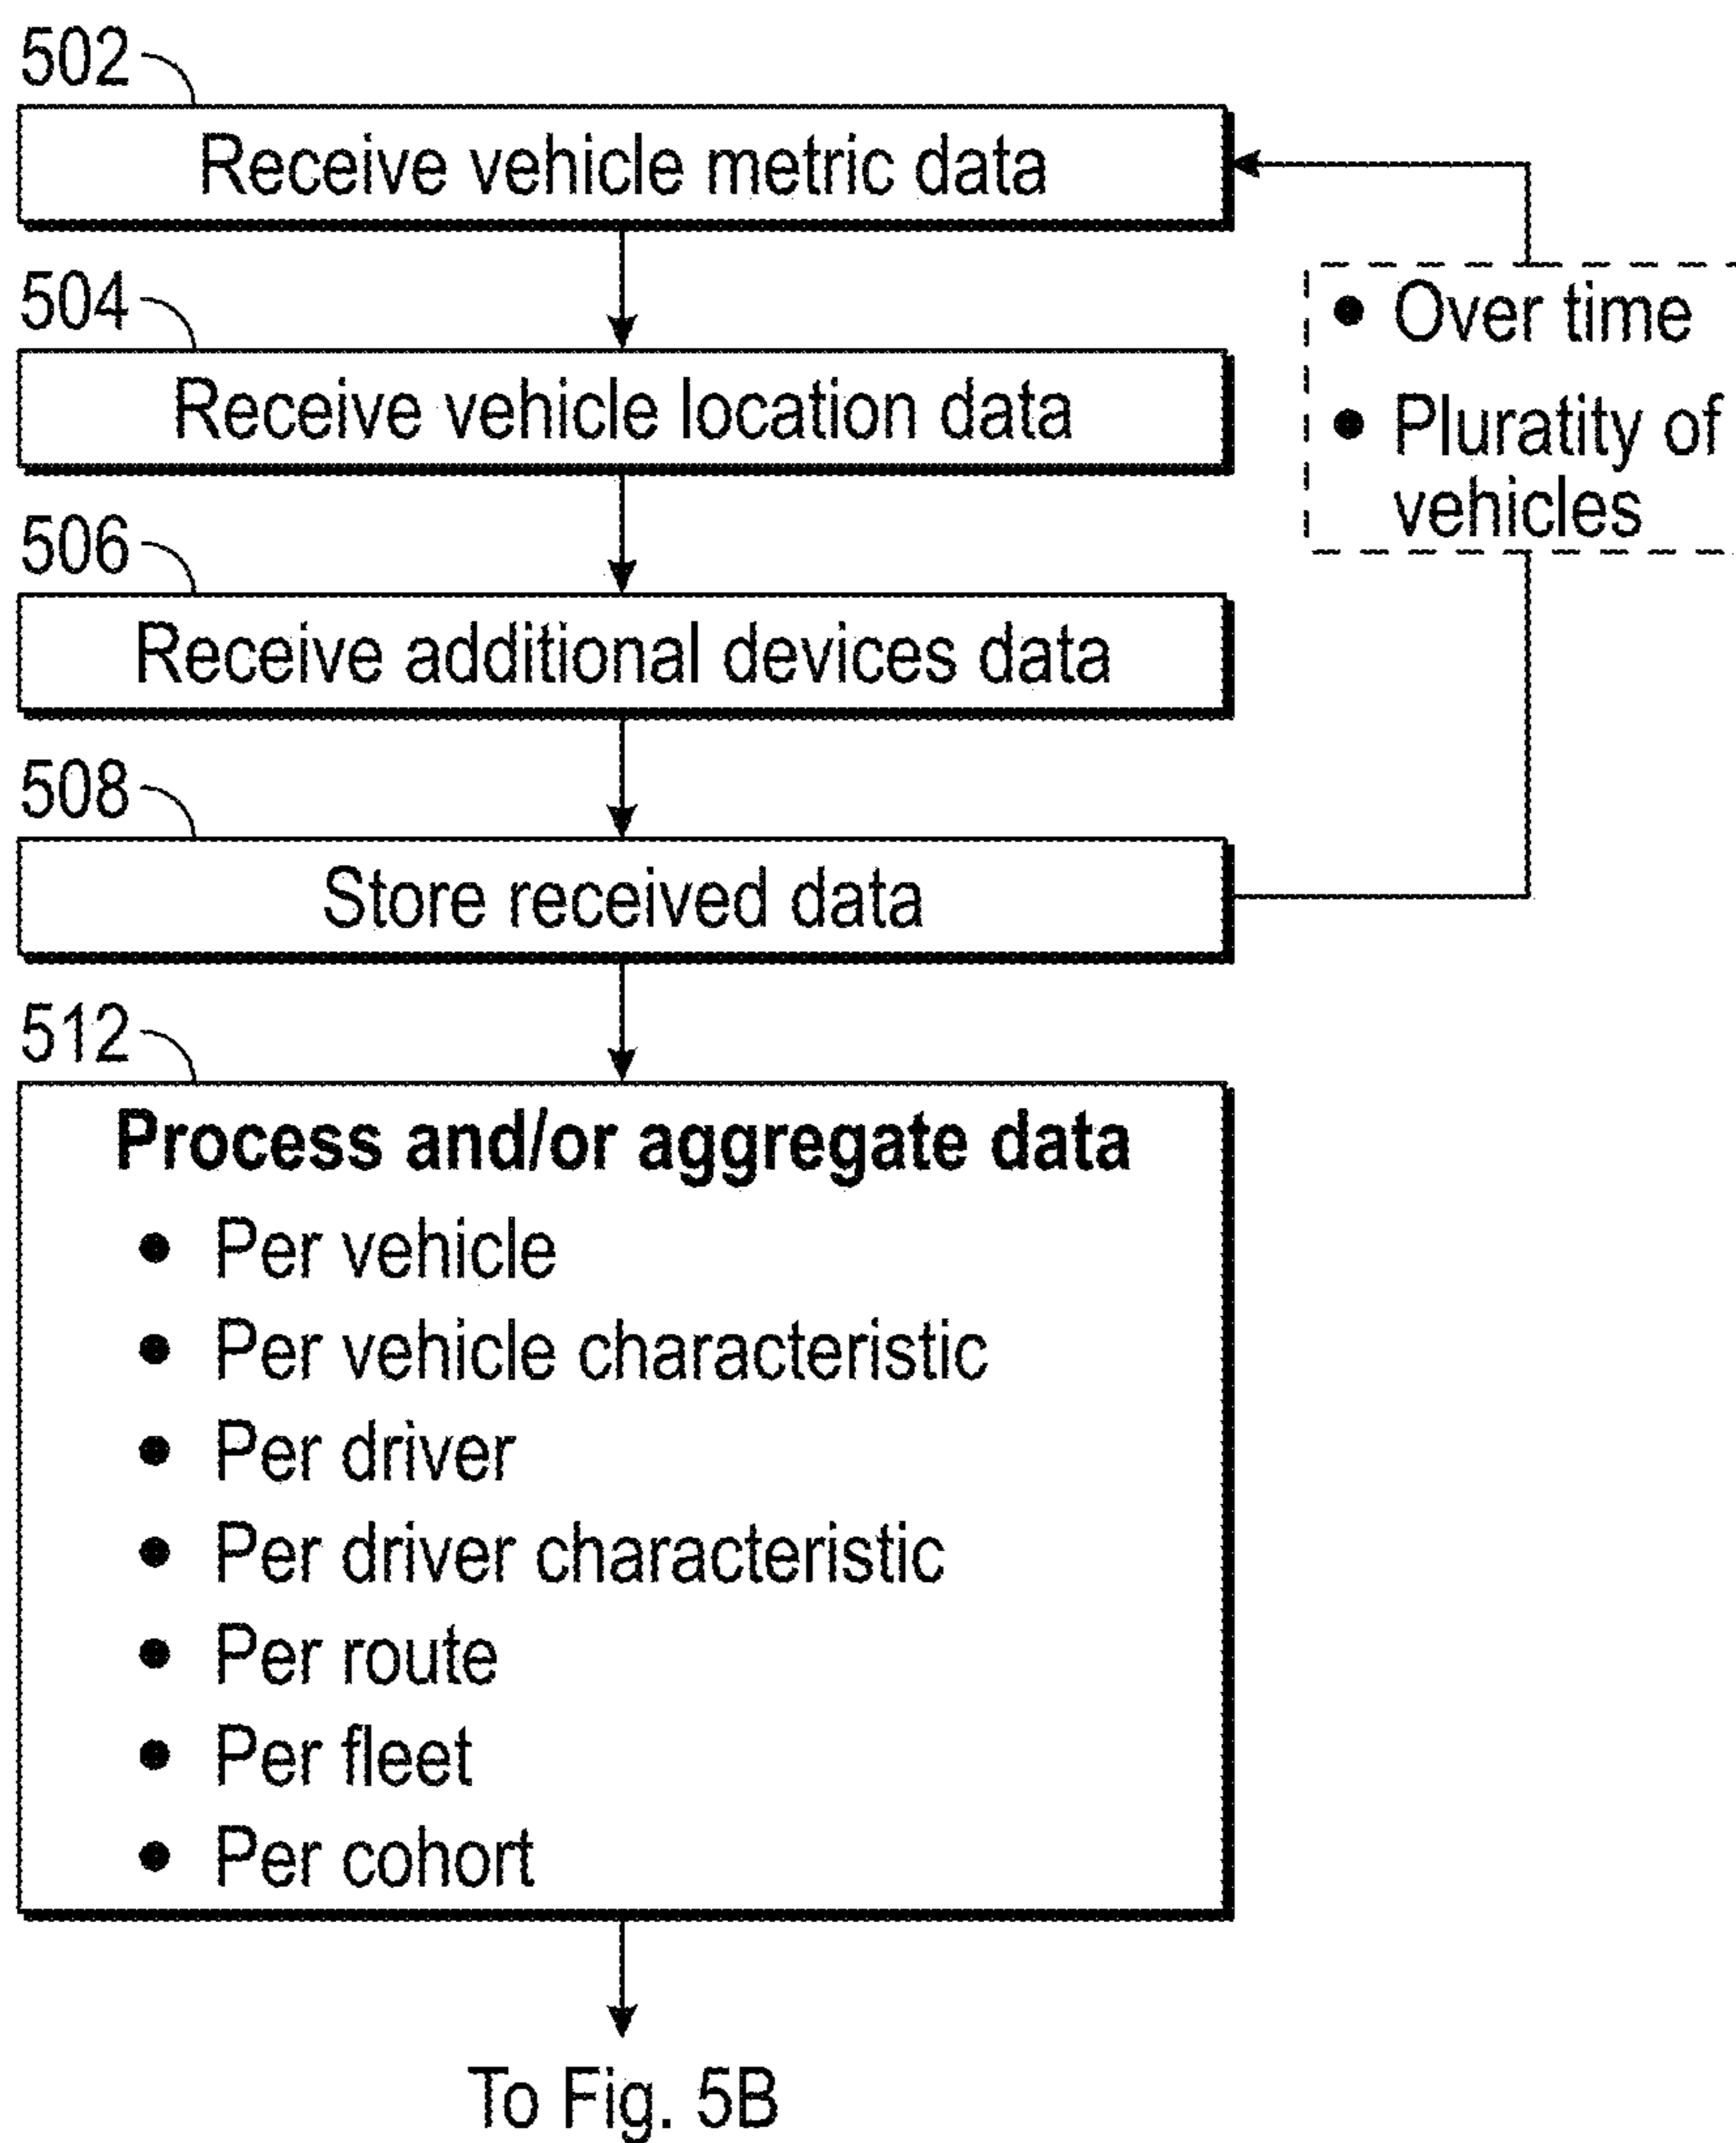 502
Receive vehicle metric data
504
Receive vehicle location data
• Over time
• Pluratity of
vehicles
506
Receive additional devices data
508
Store received data
512
Process and/or aggregate data
• Per vehicle
• Per vehicle characteristic
• Per driver
• Per driver characteristic
• Per route
• Per fleet
• Per cohort
To Fig. 5B